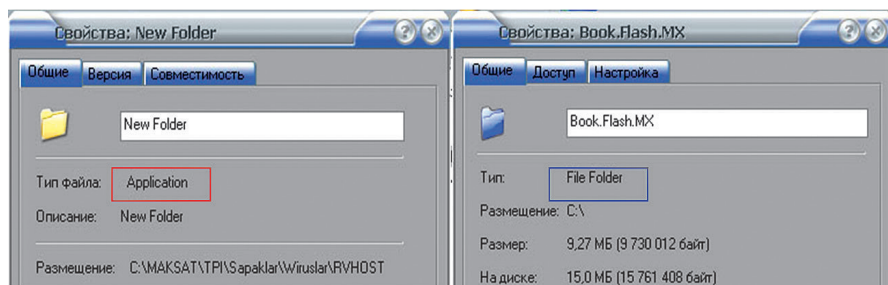 Свойства: New Folder
Общие Версия Совместимость
New Folder
Тип файла: Application
Описание: New Folder
Размещение: C:\MAKSAT\TPI\Sapaklar\Wiruslar\RVHOST
Свойства: Book.Flash.MX
Общие Доступ Настройка
Book.Flash.MX
Тип: File Folder
Размещение: C:\
Размер: 9,27 МБ (9 730 012 байт)
На диске: 15,0 МБ (15 761 408 байт)